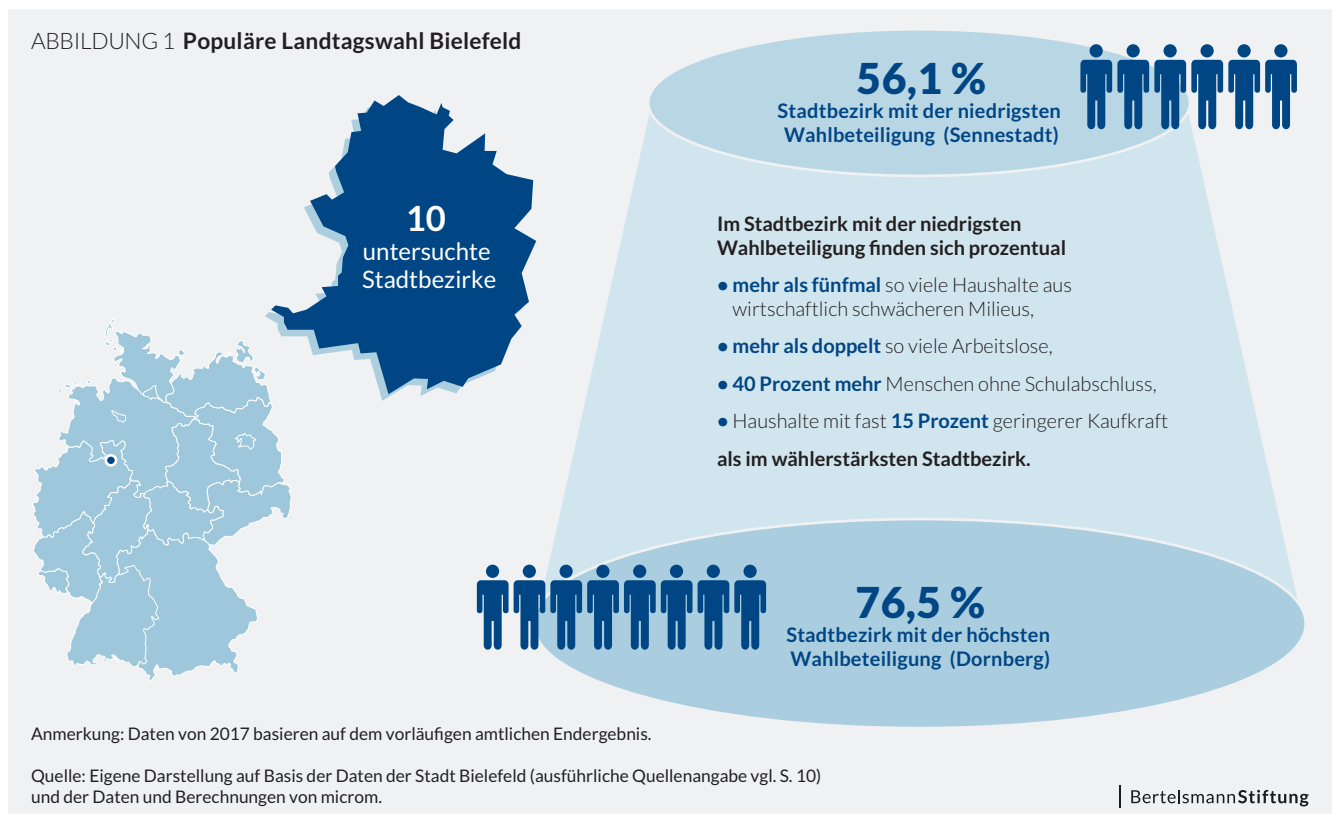 ABBILDUNG 1 Populäre Landtagswahl Bielefeld
10
untersuchte
Stadtbezirke
56,1 %
Stadtbezirk mit der niedrigsten
Wahlbeteiligung (Sennestadt)
Im Stadtbezirk mit der niedrigsten
Wahlbeteiligung finden sich prozentual
• mehr als fünfmal so viele Haushalte aus
wirtschaftlich schwächeren Milieus,
• mehr als doppelt so viele Arbeitslose,
• 40 Prozent mehr Menschen ohne Schulabschluss,
• Haushalte mit fast 15 Prozent geringerer Kaufkraft
als im wählerstärksten Stadtbezirk.
76,5 %
Stadtbezirk mit der höchsten
Wahlbeteiligung (Dornberg)
Anmerkung: Daten von 2017 basieren auf dem vorläufigen amtlichen Endergebnis.
Quelle: Eigene Darstellung auf Basis der Daten der Stadt Bielefeld (ausführliche Quellenangabe vgl. S. 10)
und der Daten und Berechnungen von microm.
BertelsmannStiftung